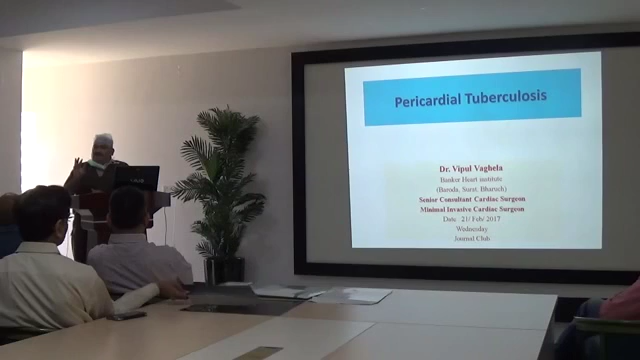 Pericardial Tuberculosis
Dr. Vipul Vaghela
Banker Heart institute
(Baroda, Surat, Bharuch)
Senior Consultant Cardiac Surgeon
Minimal Invasive Cardiac Surgeon
Date 21/ Feb/ 2017
Wednesday
Journal Club